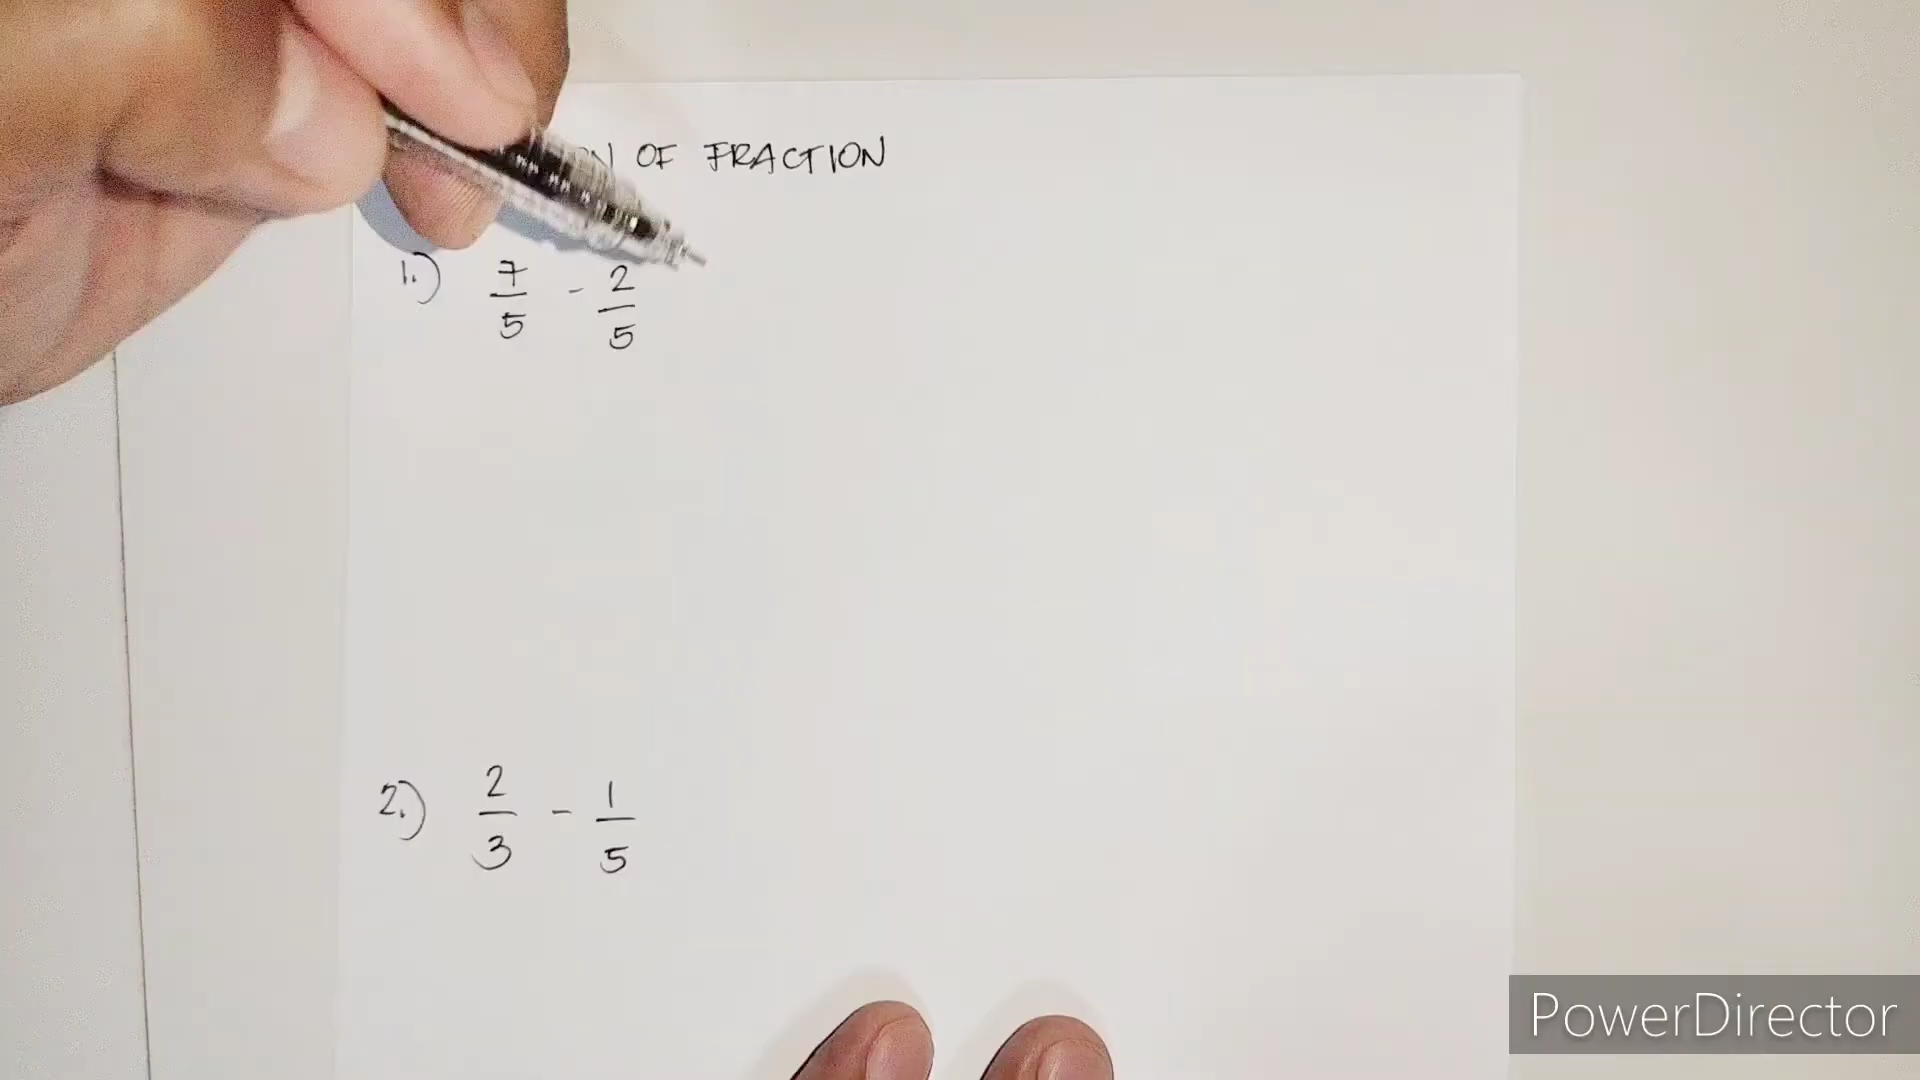 OF FRACTION
1.) 7/5 - 2/5
2.) 2/3 - 1/5
PowerDirector